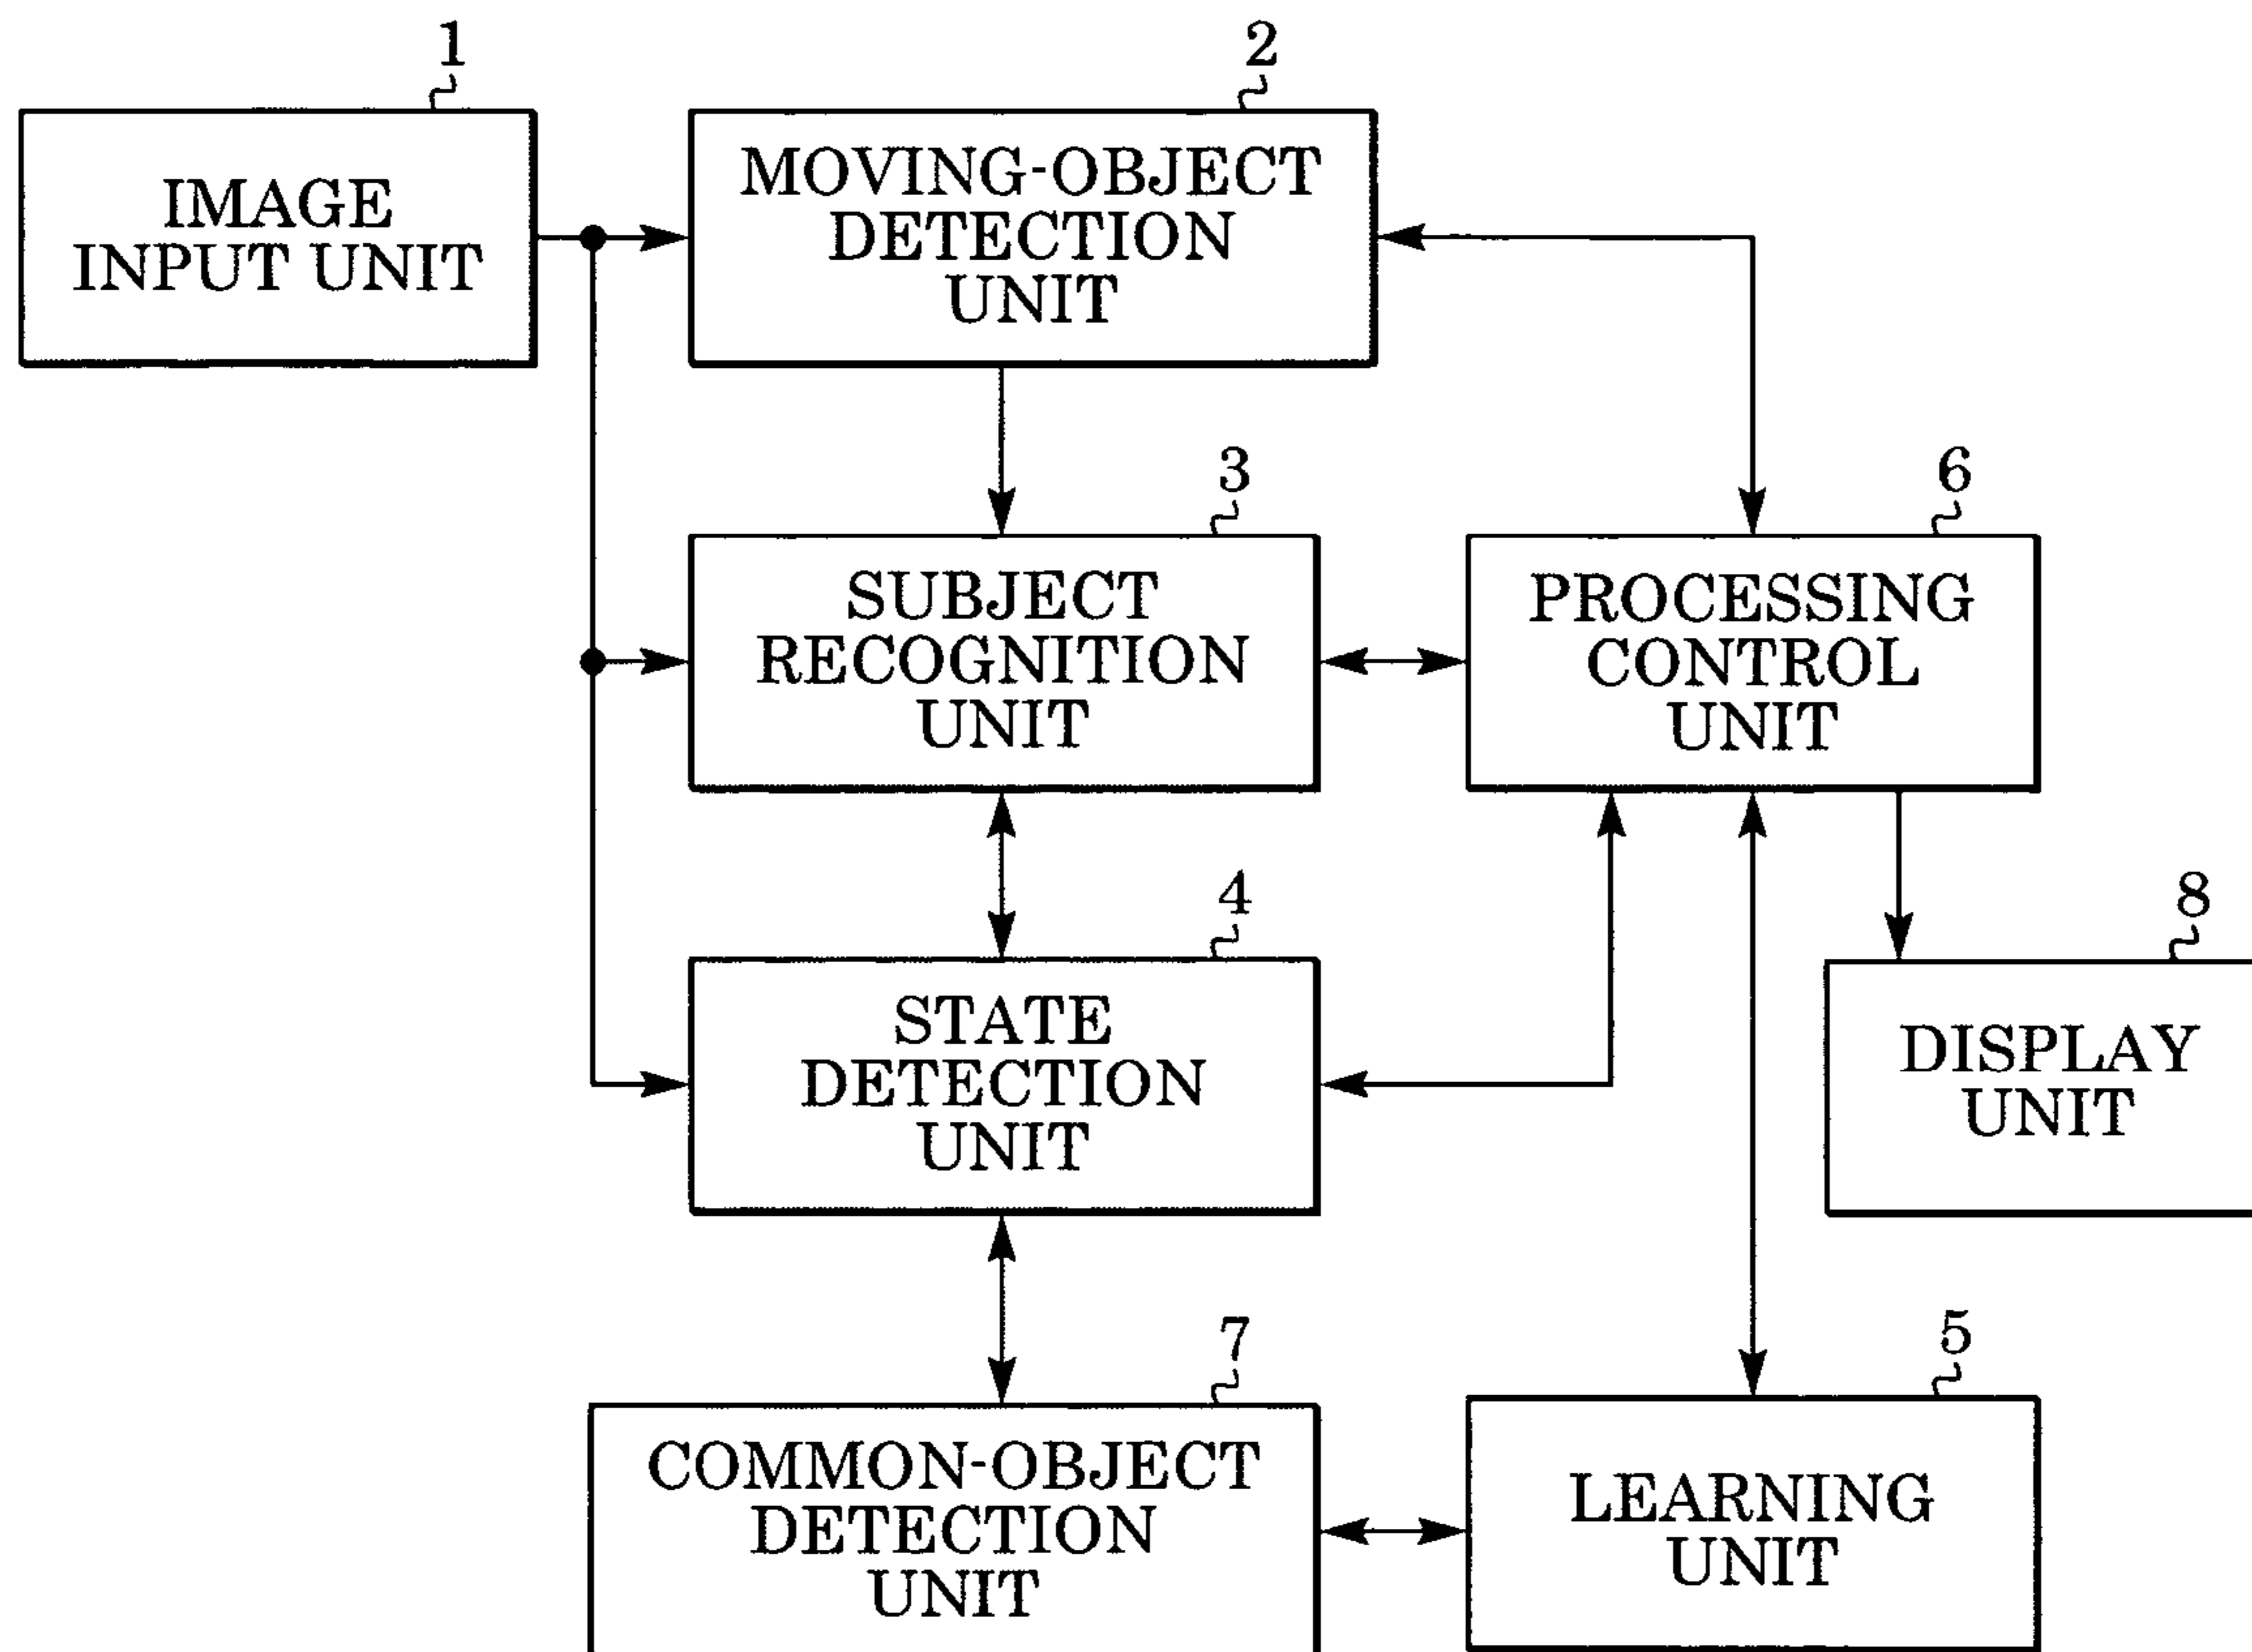 1
IMAGE
INPUT UNIT
2
MOVING-OBJECT
DETECTION
UNIT
3
SUBJECT
RECOGNITION
UNIT
6
PROCESSING
CONTROL
UNIT
4
STATE
DETECTION
UNIT
8
DISPLAY
UNIT
7
COMMON-OBJECT
DETECTION
UNIT
5
LEARNING
UNIT